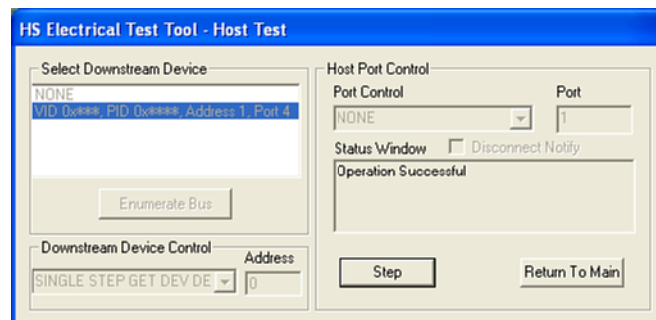 HS Electrical Test Tool - Host Test
Select Downstream Device
NONE
VID 0x***, PID 0x****, Address 1, Port 4
Enumerate Bus
Downstream Device Control
Address
SINGLE STEP GET DEV DE
0
Host Port Control
Port Control
Port
NONE
1
Status Window
Disconnect Notify
Operation Successful
Step
Return To Main